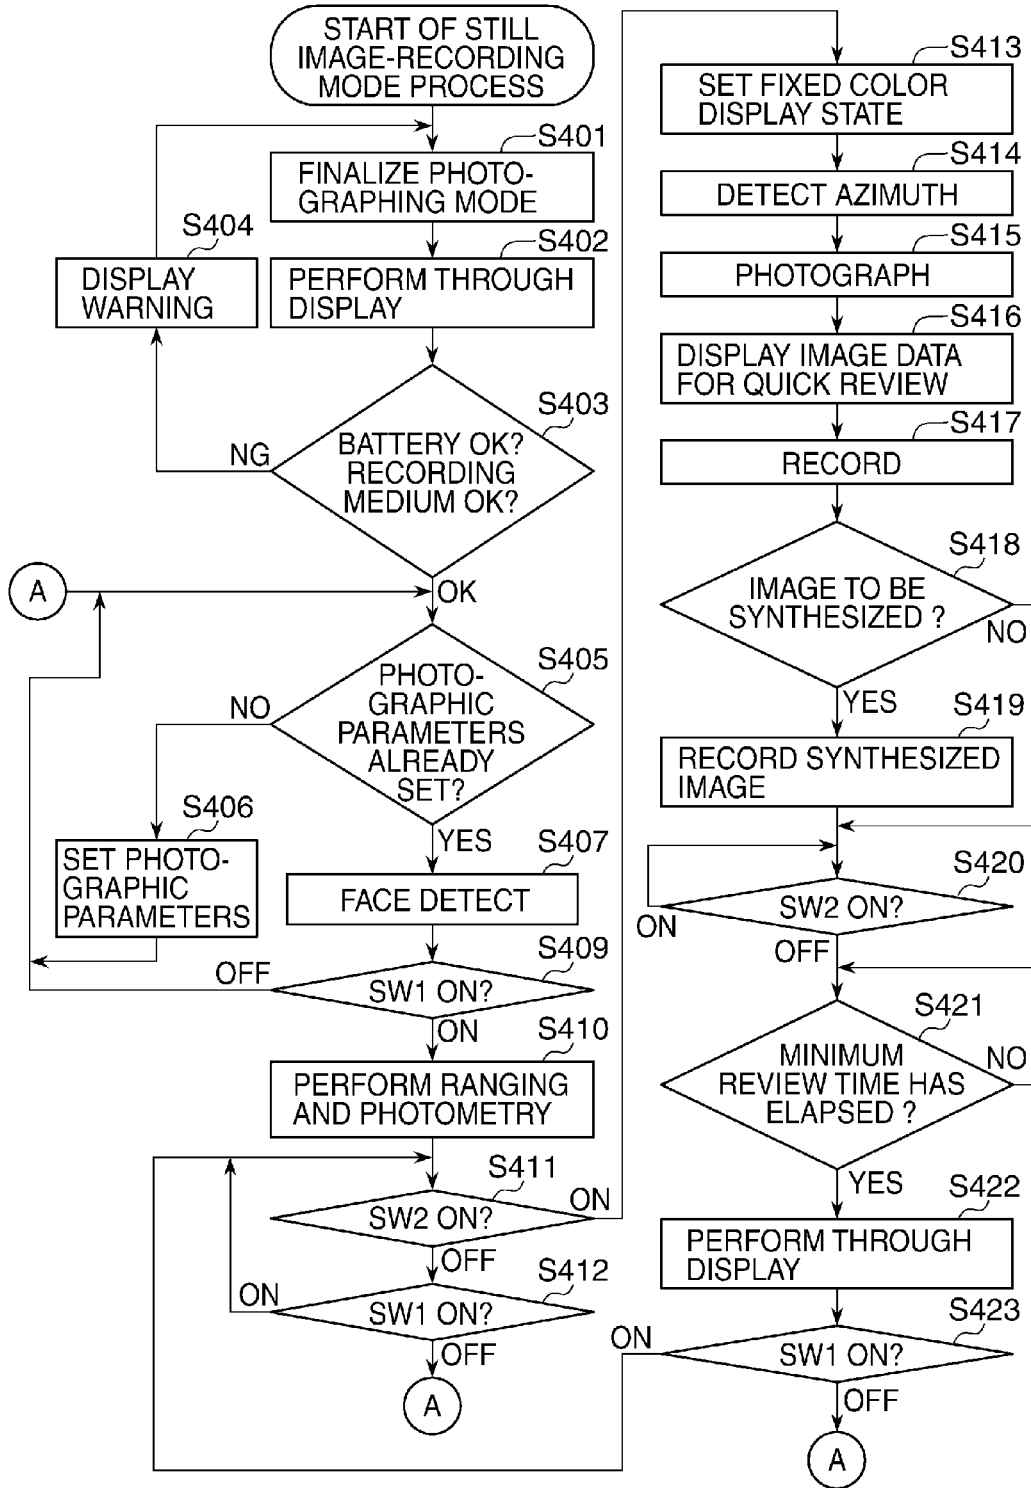 START OF STILL
IMAGE-RECORDING
MODE PROCESS
S401
FINALIZE PHOTO-
GRAPHING MODE
S402
PERFORM THROUGH
DISPLAY
S404
DISPLAY
WARNING
S403
BATTERY OK?
RECORDING
MEDIUM OK?
NG
OK
A
S405
PHOTO-
GRAPHIC
PARAMETERS
ALREADY
SET?
NO
YES
S406
SET PHOTO-
GRAPHIC
PARAMETERS
S407
FACE DETECT
S409
SW1 ON?
OFF
ON
S410
PERFORM RANGING
AND PHOTOMETRY
S411
SW2 ON?
ON
OFF
S412
SW1 ON?
ON
OFF
A
S413
SET FIXED COLOR
DISPLAY STATE
S414
DETECT AZIMUTH
S415
PHOTOGRAPH
S416
DISPLAY IMAGE DATA
FOR QUICK REVIEW
S417
RECORD
S418
IMAGE TO BE
SYNTHESIZED ?
NO
YES
S419
RECORD SYNTHESIZED
IMAGE
S420
SW2 ON?
ON
OFF
S421
MINIMUM
REVIEW TIME HAS
ELAPSED ?
NO
YES
S422
PERFORM THROUGH
DISPLAY
S423
SW1 ON?
ON
OFF
A